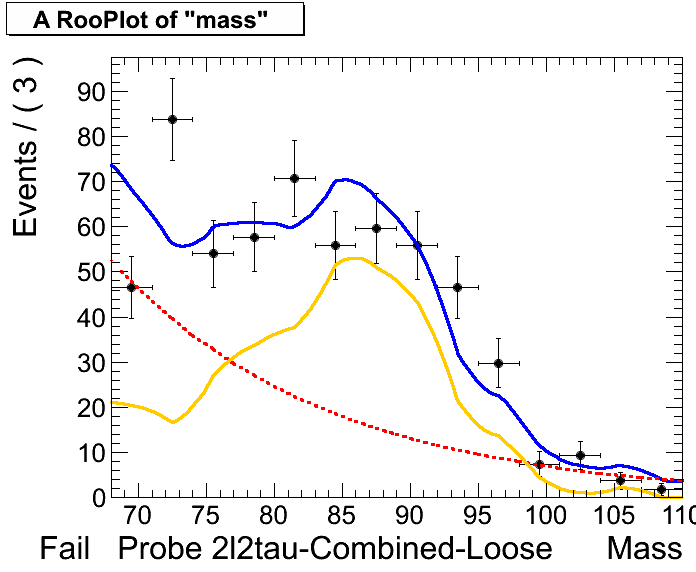 A RooPlot of "mass"
Events / ( 3 )
90
80
70
60
50
40
30
20
10
0
70 75 80 85 90 95 100 105 110
Fail Probe 2l2tau-Combined-Loose Mass